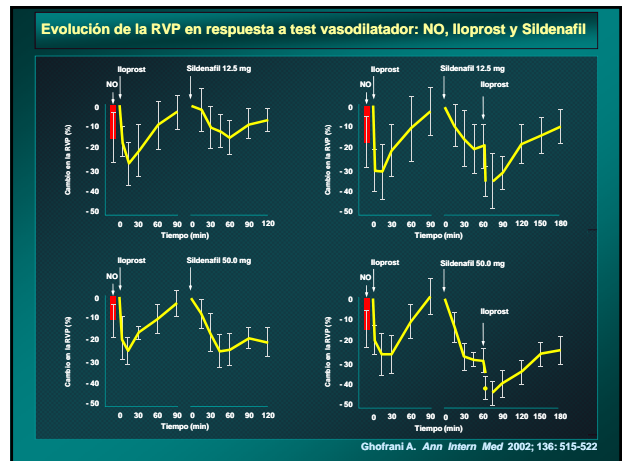 Evolución de la RVP en respuesta a test vasodilatador: NO, Iloprost y Sildenafil
Iloprost
Sildenafil 12.5 mg
NO
0
- 10
- 20
- 30
- 40
- 50
Cambio en la RVP (%)
0 30 60 90 0 30 60 90 120
Tiempo (min)
Iloprost
Sildenafil 12.5 mg
Iloprost
NO
0
- 10
- 20
- 30
- 40
- 50
Cambio en la RVP (%)
0 30 60 90 0 30 60 90 120 150 180
Tiempo (min)
Iloprost
Sildenafil 50.0 mg
NO
0
- 10
- 20
- 30
- 40
- 50
Cambio en la RVP (%)
0 30 60 90 0 30 60 90 120
Tiempo (min)
Iloprost
Sildenafil 50.0 mg
NO
Iloprost
0
- 10
- 20
- 30
- 40
- 50
Cambio en la RVP (%)
0 30 60 90 0 30 60 90 120 150 180
Tiempo (min)
Ghofrani A. Ann Intern Med 2002; 136: 515-522